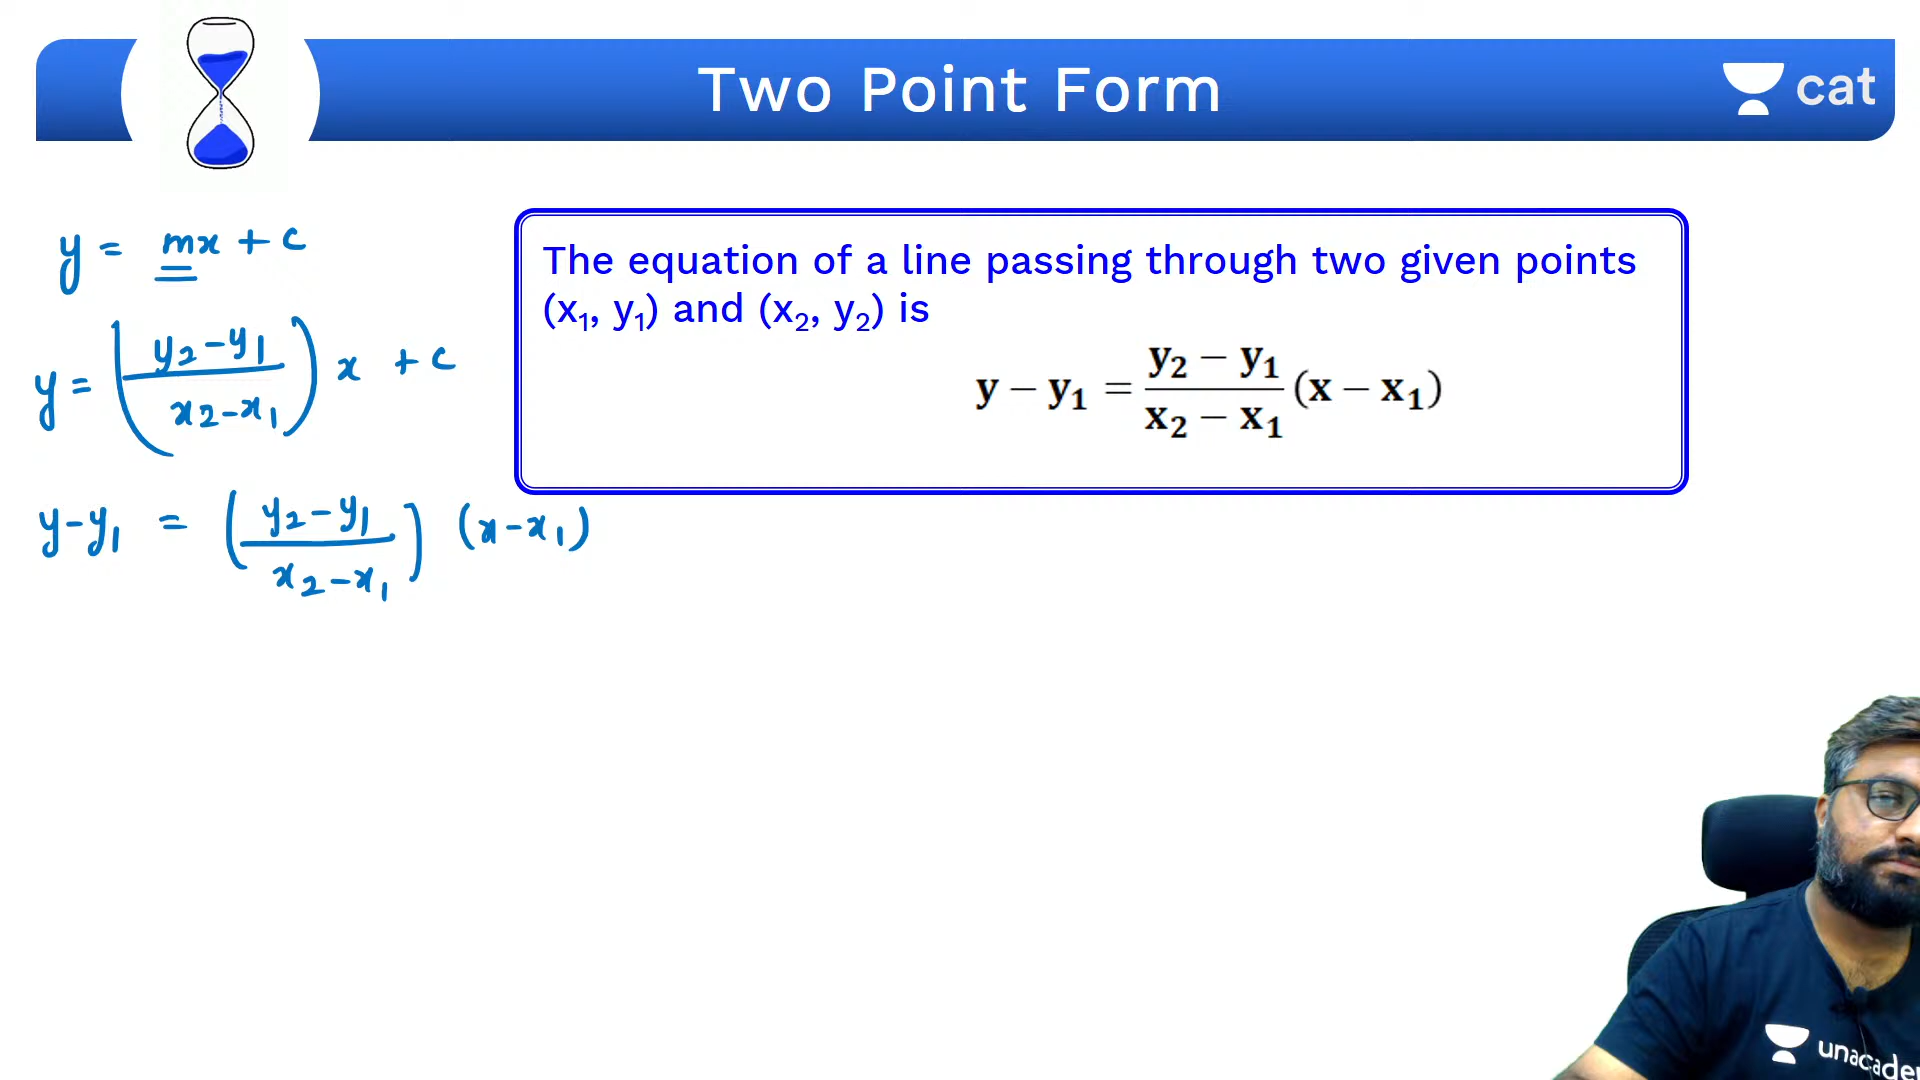 Two Point Form
cat
y = mx + c
y = (y₂-y₁ / x₂-x₁) x + c
y-y₁ = (y₂-y₁ / x₂-x₁) (x-x₁)
The equation of a line passing through two given points
(x₁, y₁) and (x₂, y₂) is
y − y₁ = y₂ − y₁ / x₂ − x₁ (x − x₁)